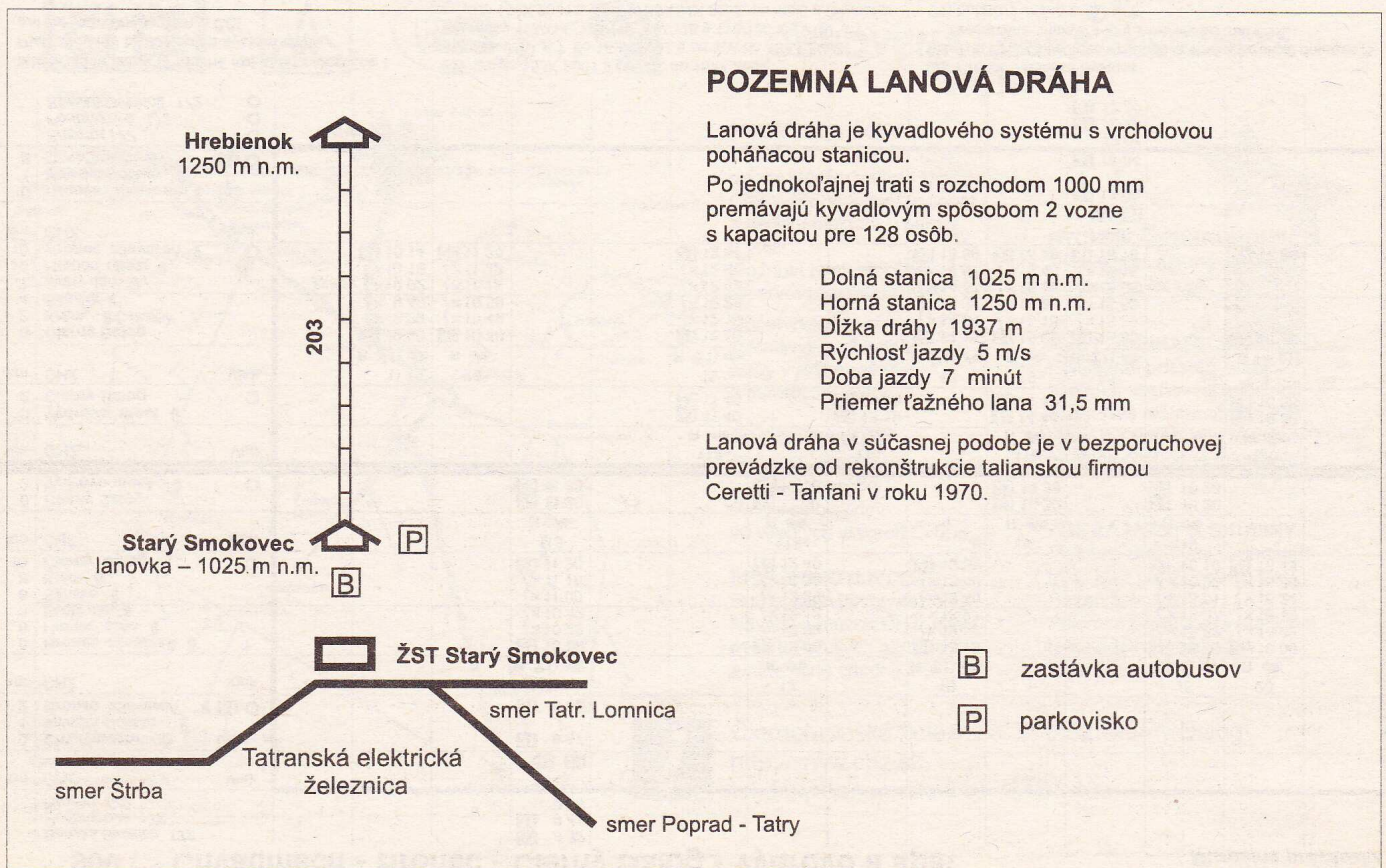 POZEMNÁ LANOVÁ DRÁHA
Lanová dráha je kyvadlového systému s vrcholovou
poháňacou stanicou.
Po jednokoľajnej trati s rozchodom 1000 mm
premávajú kyvadlovým spôsobom 2 vozne
s kapacitou pre 128 osôb.
Dolná stanica 1025 m n.m.
Horná stanica 1250 m n.m.
Dĺžka dráhy 1937 m
Rýchlosť jazdy 5 m/s
Doba jazdy 7 minút
Priemer ťažného lana 31,5 mm
Lanová dráha v súčasnej podobe je v bezporuchovej
prevádzke od rekonštrukcie talianskou firmou
Ceretti - Tanfani v roku 1970.
Hrebienok
1250 m n.m.
203
Starý Smokovec
lanovka – 1025 m n.m.
P
B
ŽST Starý Smokovec
smer Tatr. Lomnica
Tatranská elektrická
železnica
smer Štrba
smer Poprad - Tatry
B zastávka autobusov
P parkovisko